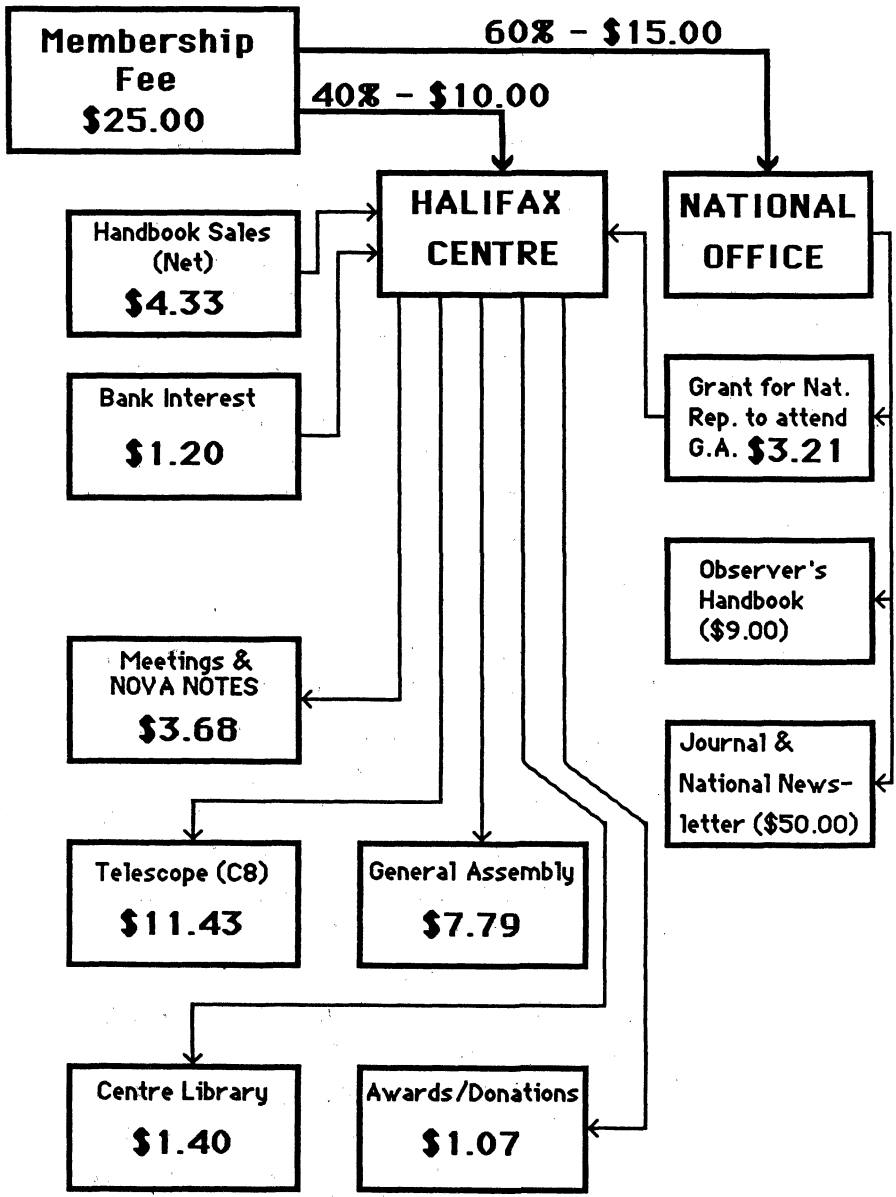 Membership
Fee
$25.00
60% - $15.00
40% - $10.00
HALIFAX
CENTRE
NATIONAL
OFFICE
Handbook Sales
(Net)
$4.33
Bank Interest
$1.20
Grant for Nat.
Rep. to attend
G.A. $3.21
Observer's
Handbook
($9.00)
Meetings &
NOVA NOTES
$3.68
Journal &
National News-
letter ($50.00)
Telescope (C8)
$11.43
General Assembly
$7.79
Centre Library
$1.40
Awards/Donations
$1.07